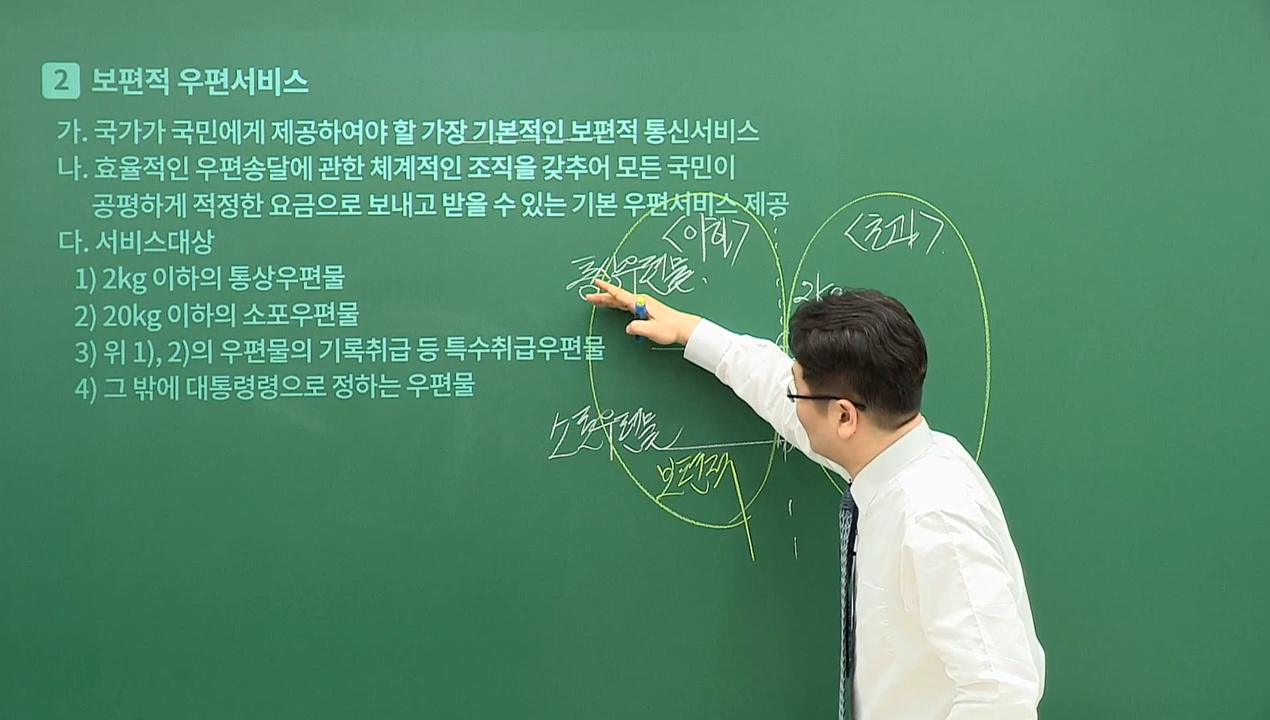 2 보편적 우편서비스
가. 국가가 국민에게 제공하여야 할 가장 기본적인 보편적 통신서비스
나. 효율적인 우편송달에 관한 체계적인 조직을 갖추어 모든 국민이
공평하게 적정한 요금으로 보내고 받을 수 있는 기본 우편서비스 제공
다. 서비스대상
1) 2kg 이하의 통상우편물
2) 20kg 이하의 소포우편물
3) 위 1), 2)의 우편물의 기록취급 등 특수취급우편물
4) 그 밖에 대통령령으로 정하는 우편물
<이하>
<초과>
통상우편물
2kg
소포우편물
보편적